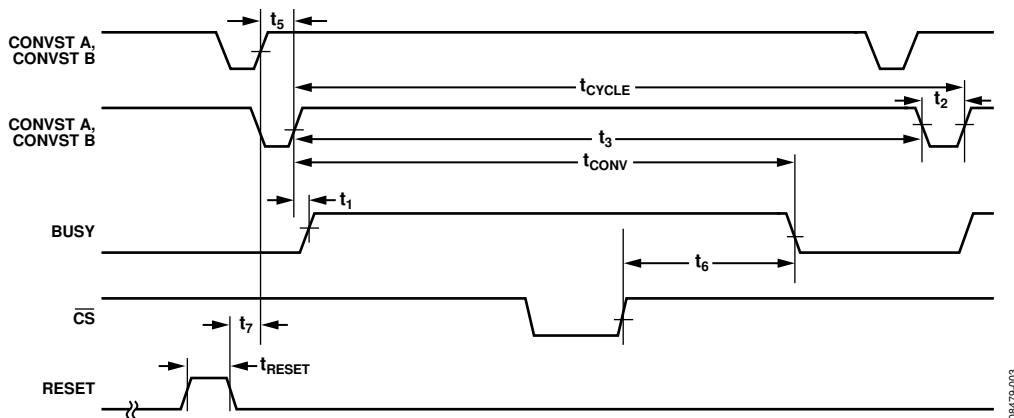 t5
CONVST A,
CONVST B
tCYCLE
t2
CONVST A,
CONVST B
t3
tCONV
t1
BUSY
t6
CS
t7
tRESET
RESET
08479-003